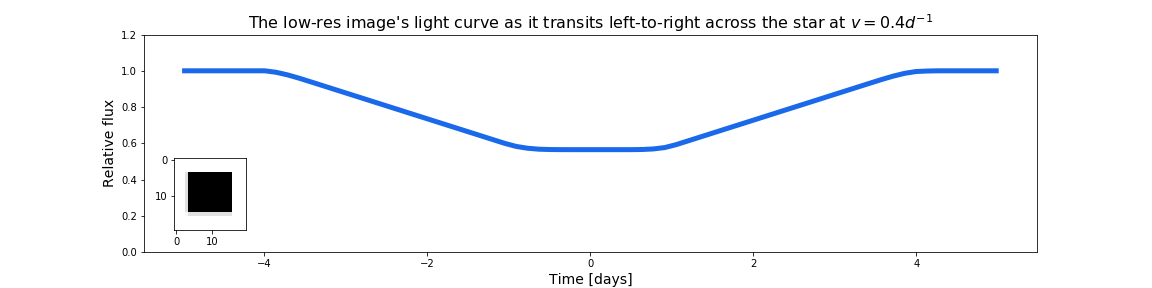 The low-res image's light curve as it transits left-to-right across the star at v = 0.4d⁻¹
1.2
1.0
0.8
0.6
0.4
0.2
0.0
Relative flux
0
10
0 10
−4 −2 0 2 4
Time [days]